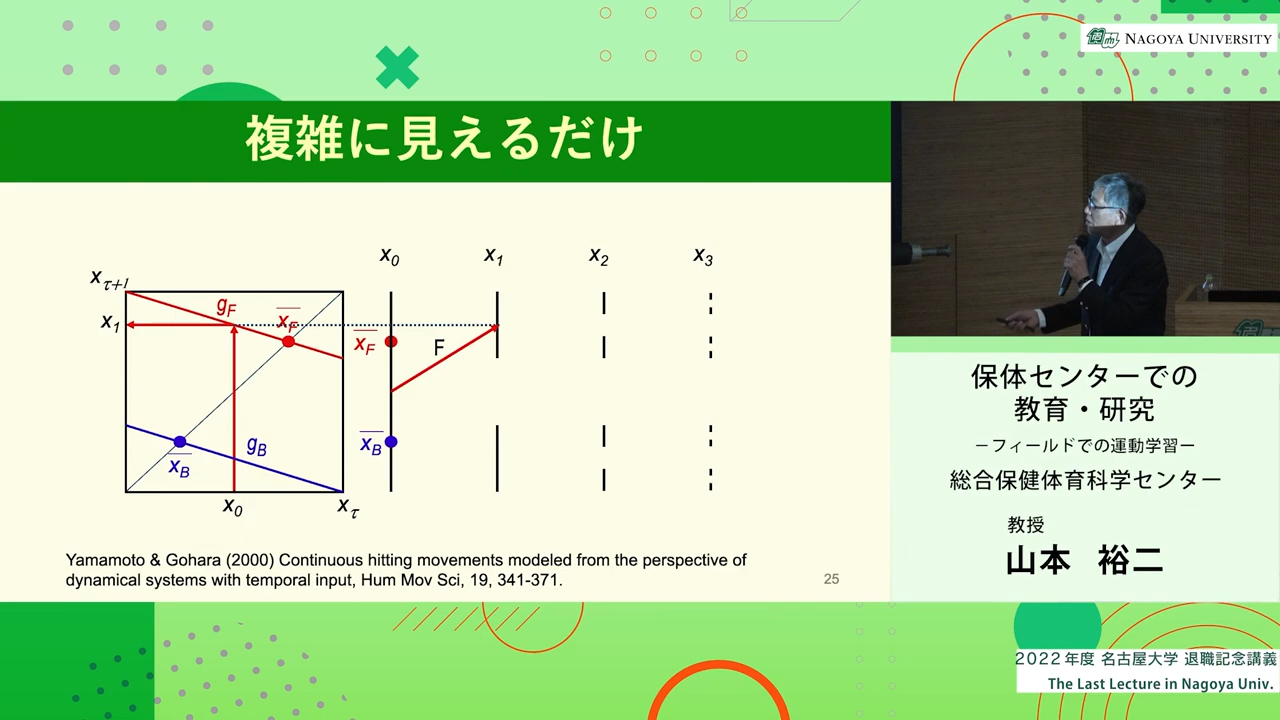 NAGOYA UNIVERSITY
複雑に見えるだけ
x0 x1 x2 x3
xτ+1
gF
xF
x1
xF
F
gB
xB
xB
x0
xτ
Yamamoto & Gohara (2000) Continuous hitting movements modeled from the perspective of
dynamical systems with temporal input, Hum Mov Sci, 19, 341-371.
25
保体センターでの
教育・研究
－フィールドでの運動学習－
総合保健体育科学センター
教授
山本 裕二
2022年度 名古屋大学 退職記念講義
The Last Lecture in Nagoya Univ.